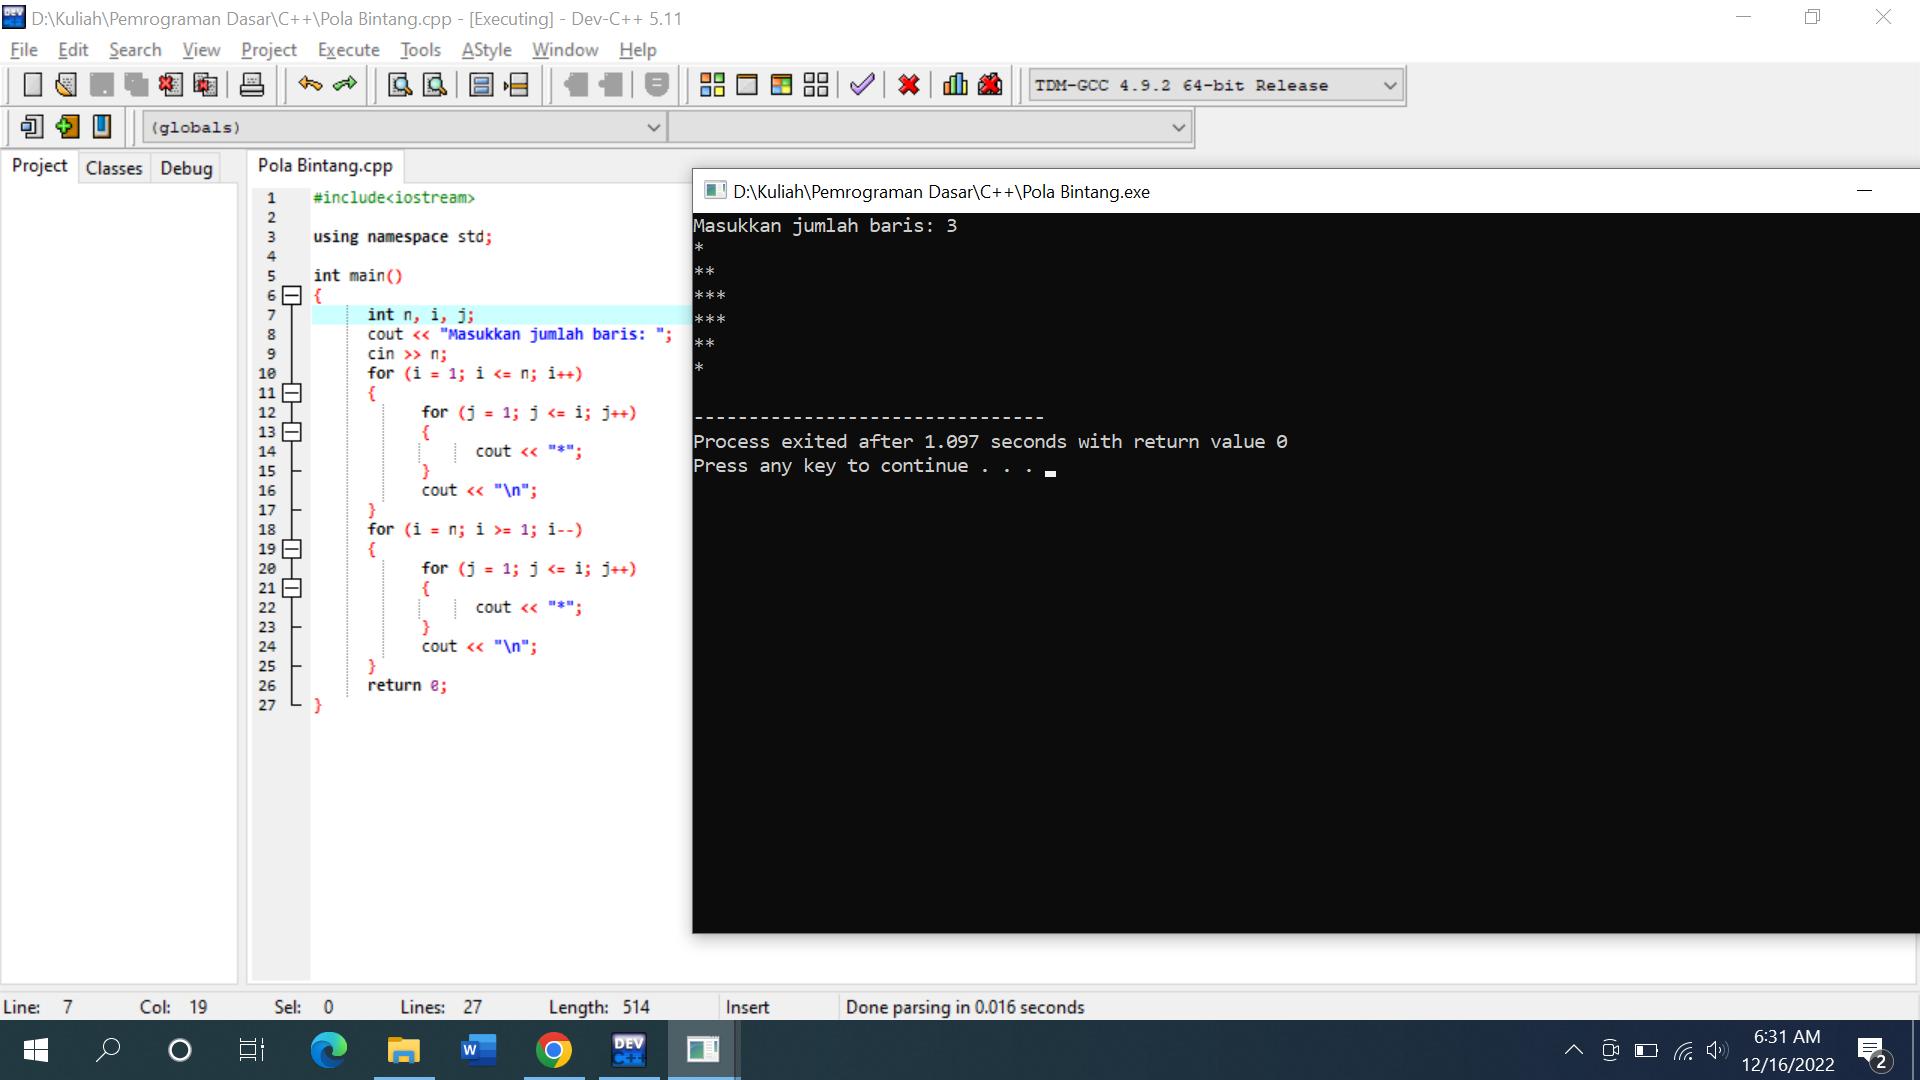 D:\Kuliah\Pemrograman Dasar\C++\Pola Bintang.cpp - [Executing] - Dev-C++ 5.11
File Edit Search View Project Execute Tools AStyle Window Help
TDM-GCC 4.9.2 64-bit Release
(globals)
Project Classes Debug
Pola Bintang.cpp
1 #include<iostream>
2
3 using namespace std;
4
5 int main()
6 {
7 int n, i, j;
8 cout << "Masukkan jumlah baris: ";
9 cin >> n;
10 for (i = 1; i <= n; i++)
11 {
12 for (j = 1; j <= i; j++)
13 {
14 cout << "*";
15 }
16 cout << "\n";
17 }
18 for (i = n; i >= 1; i--)
19 {
20 for (j = 1; j <= i; j++)
21 {
22 cout << "*";
23 }
24 cout << "\n";
25 }
26 return 0;
27 }
D:\Kuliah\Pemrograman Dasar\C++\Pola Bintang.exe
Masukkan jumlah baris: 3
*
**
***
***
**
*
--------------------------------
Process exited after 1.097 seconds with return value 0
Press any key to continue . . .
Line: 7 Col: 19 Sel: 0 Lines: 27 Length: 514 Insert Done parsing in 0.016 seconds
DEV
C++
W
6:31 AM
12/16/2022
2